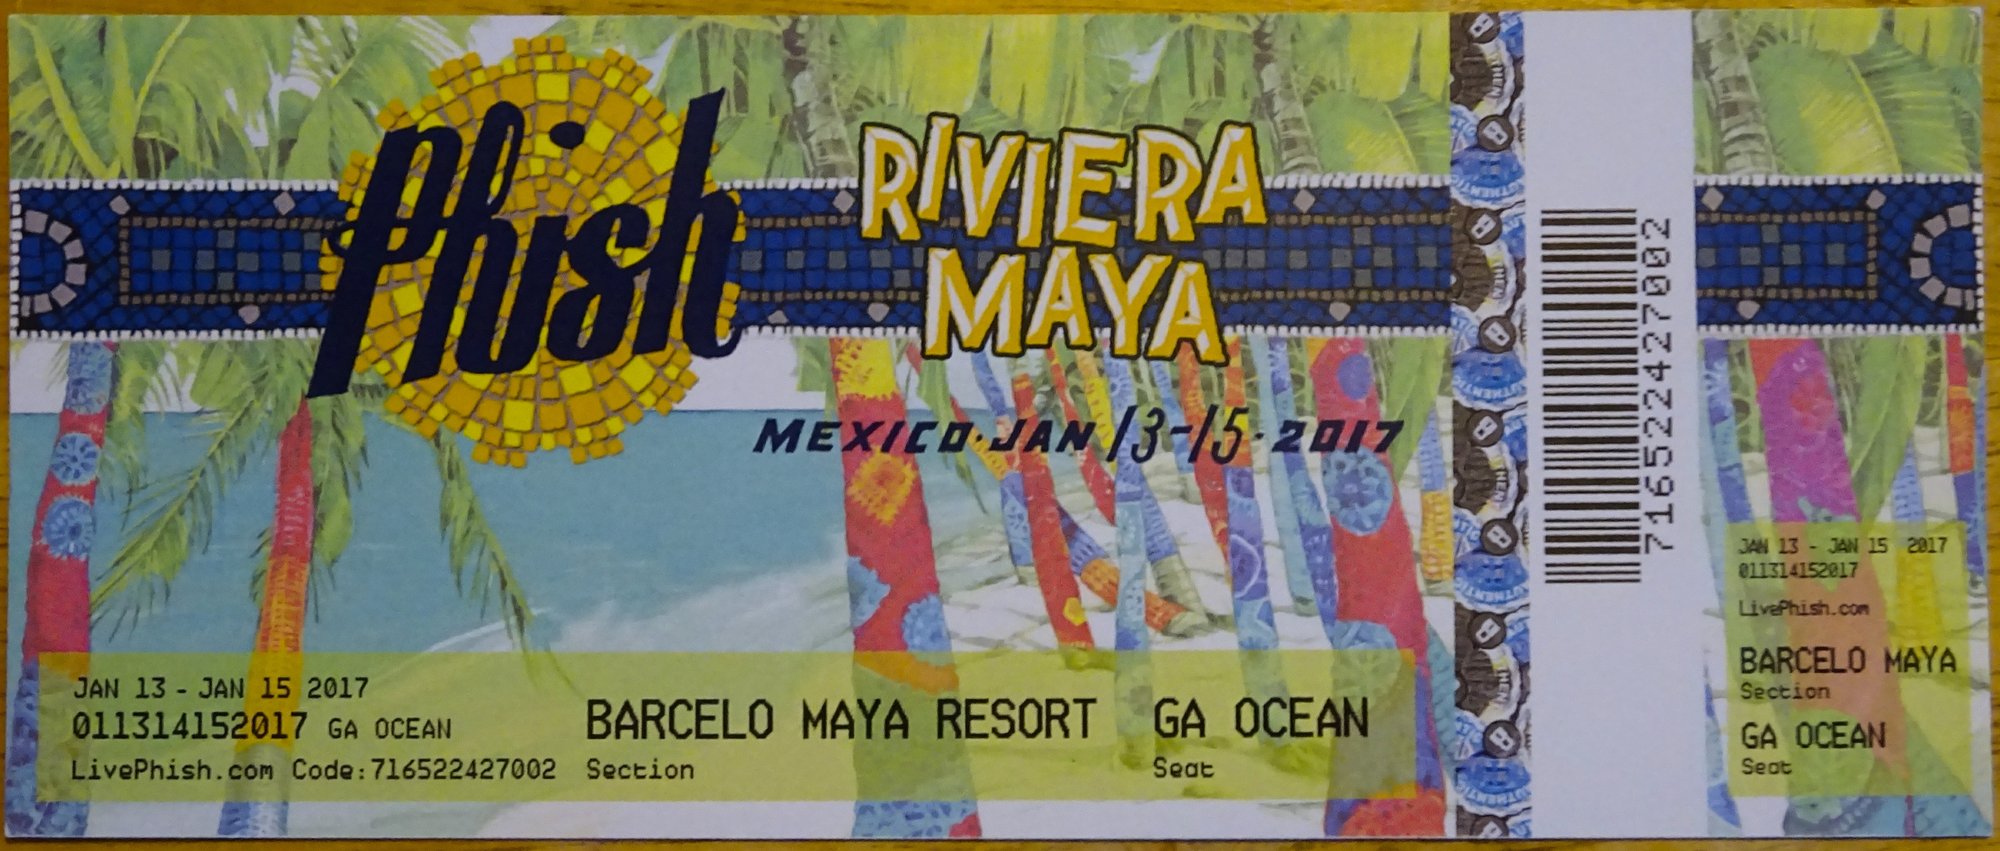 Phish
RIVIERA
MAYA
MEXICO·JAN 13-15·2017
JAN 13 - JAN 15 2017
011314152017 GA OCEAN
LivePhish.com Code:716522427002
BARCELO MAYA RESORT
Section
GA OCEAN
Seat
716522427002
JAN 13 - JAN 15 2017
011314152017
LivePhish.com
BARCELO MAYA
Section
GA OCEAN
Seat